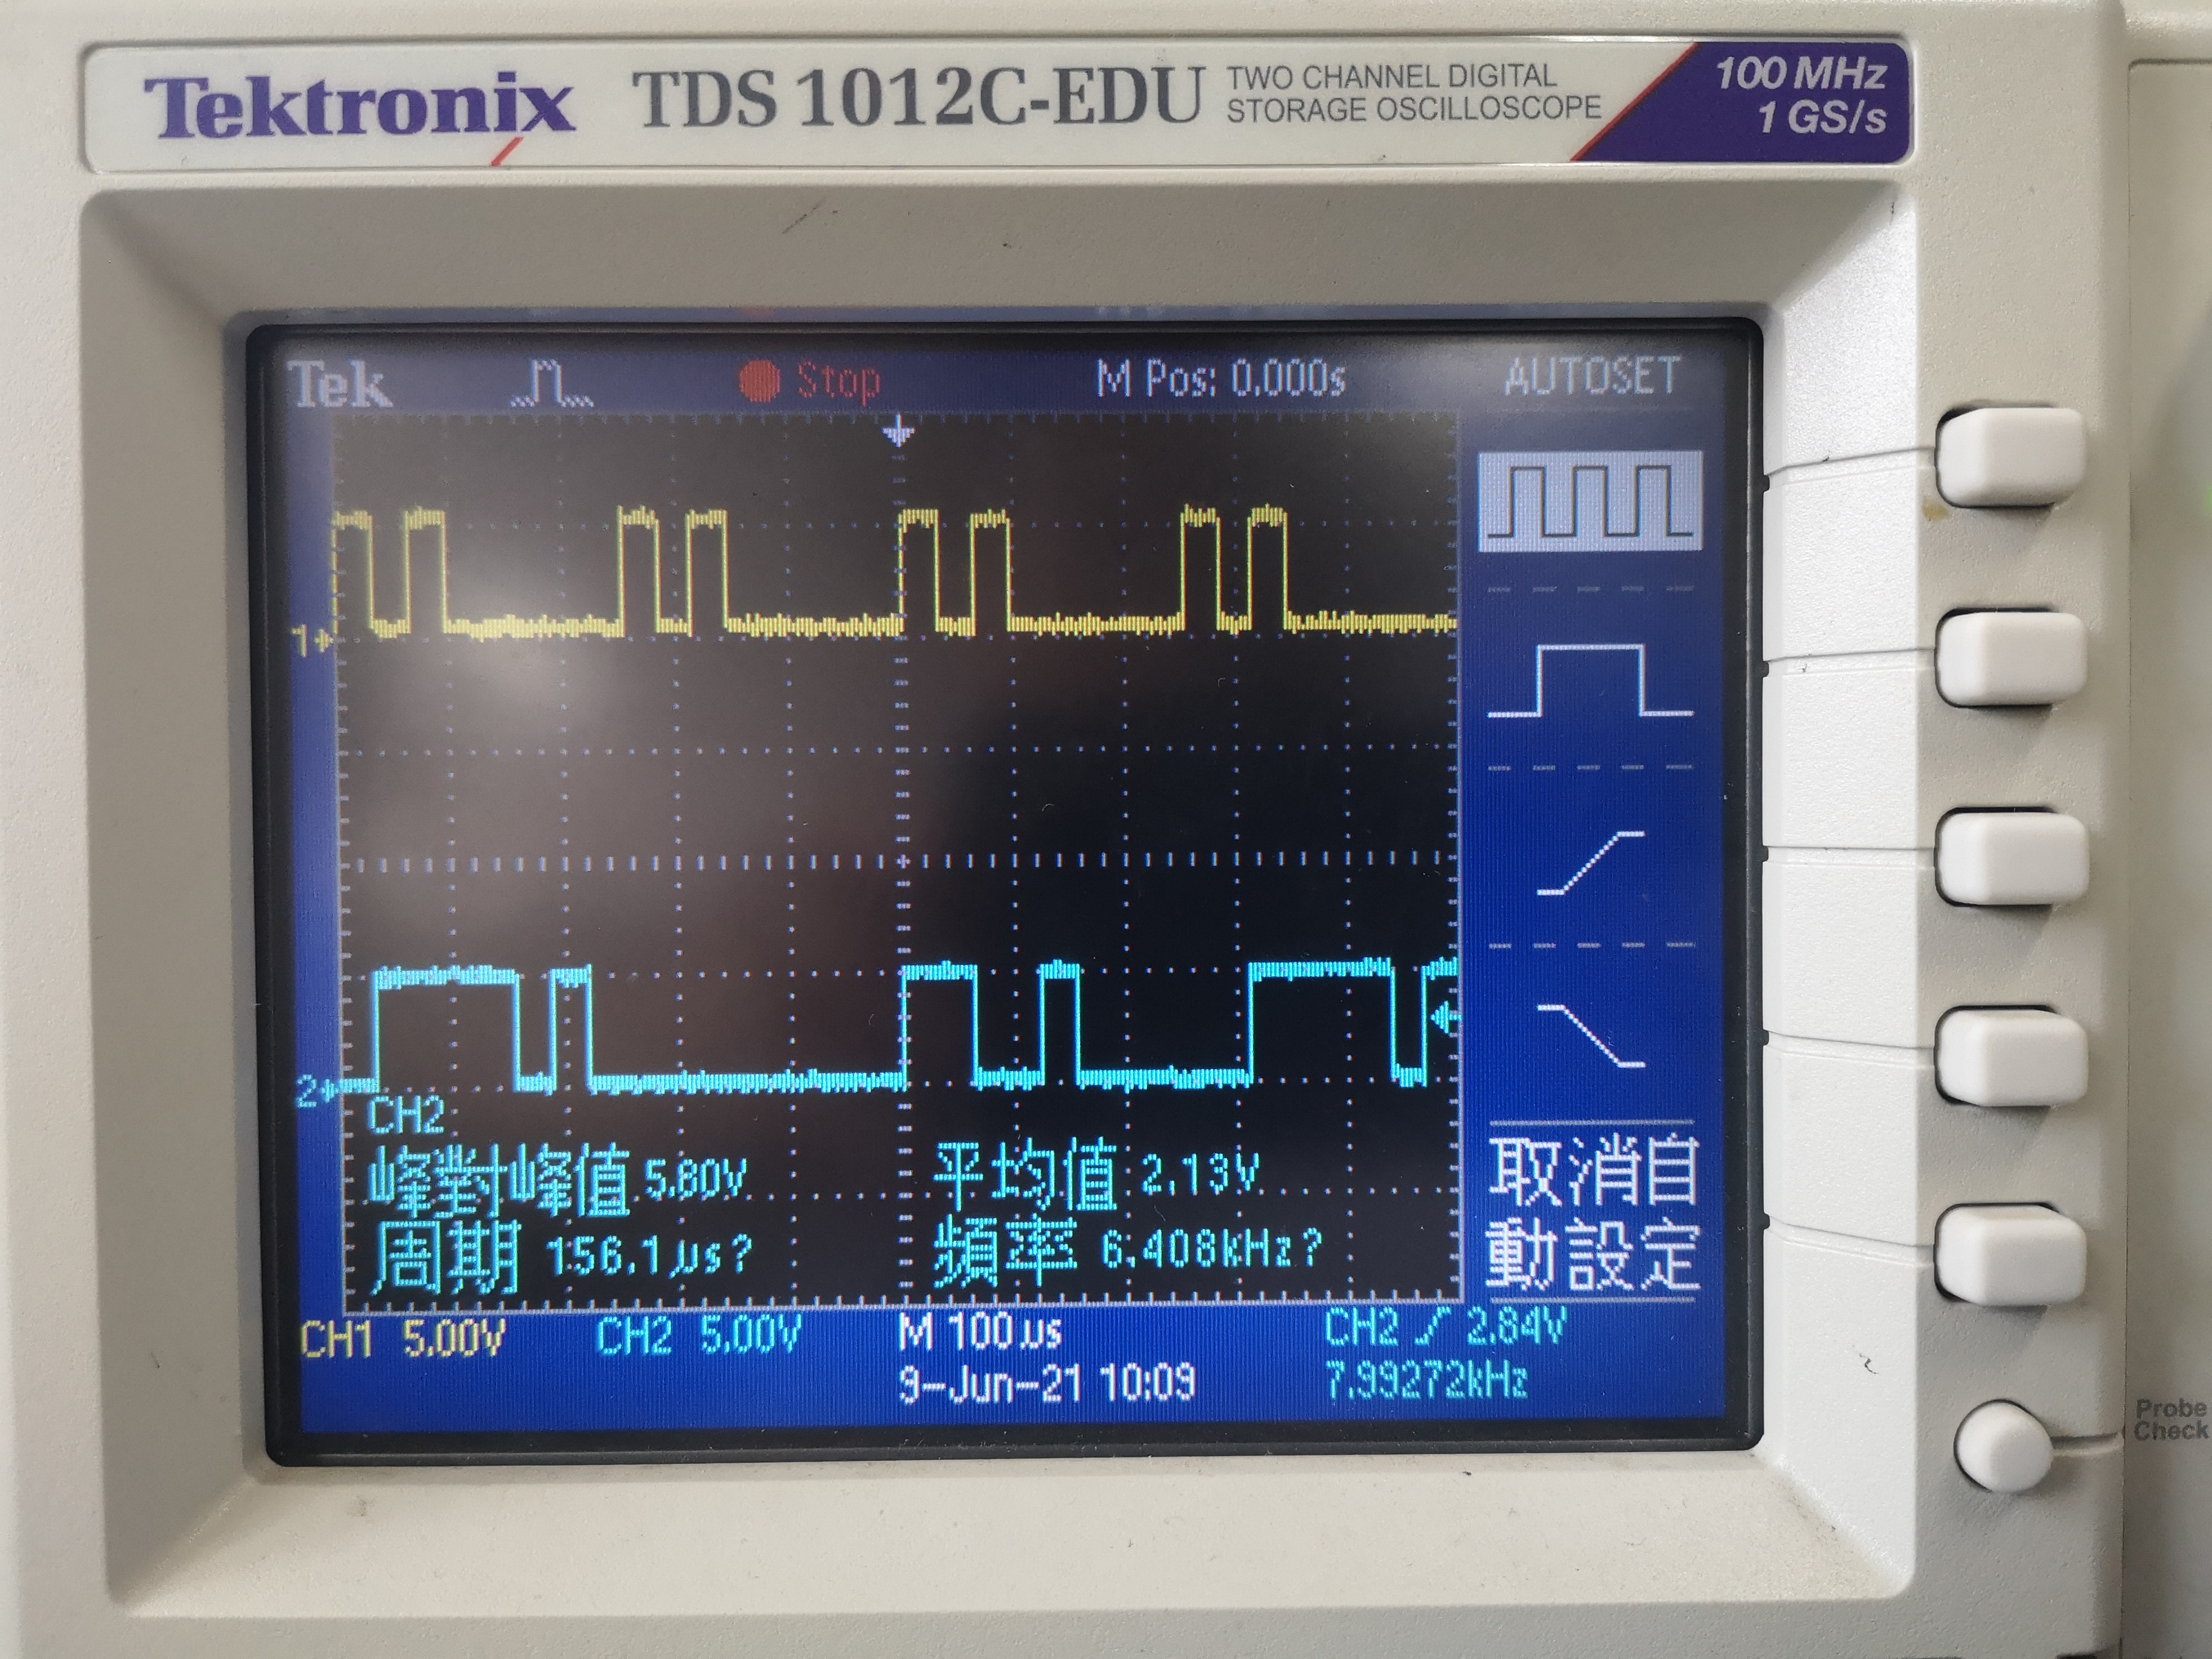 Tektronix TDS 1012C-EDU TWO CHANNEL DIGITAL STORAGE OSCILLOSCOPE 100 MHz 1 GS/s
Tek Stop M Pos: 0.000s AUTOSET
1
2
CH2
峰對峰值 5.80V 平均值 2.13V
周期 156.1µs? 頻率 6.408kHz?
取消自
動設定
CH1 5.00V CH2 5.00V M 100µs CH2 2.84V
9-Jun-21 10:09 7.99272kHz
Probe
Check